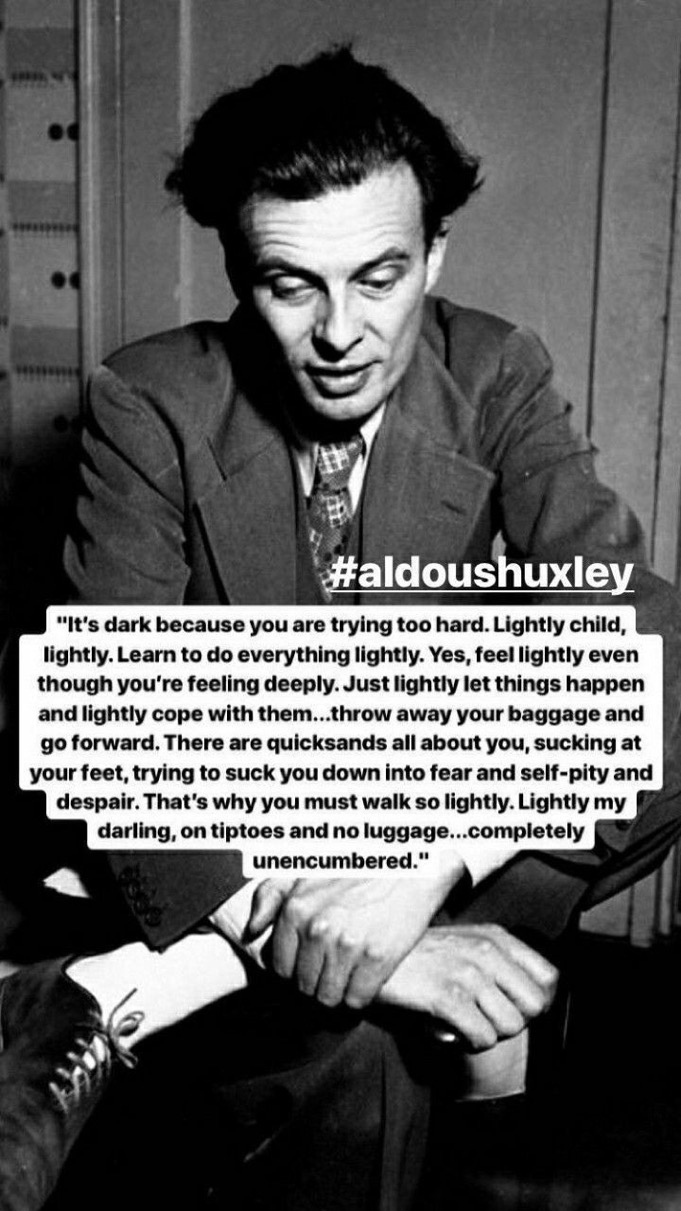 #aldoushuxley
"It's dark because you are trying too hard. Lightly child,
lightly. Learn to do everything lightly. Yes, feel lightly even
though you're feeling deeply. Just lightly let things happen
and lightly cope with them...throw away your baggage and
go forward. There are quicksands all about you, sucking at
your feet, trying to suck you down into fear and self-pity and
despair. That's why you must walk so lightly. Lightly my
darling, on tiptoes and no luggage...completely
unencumbered."